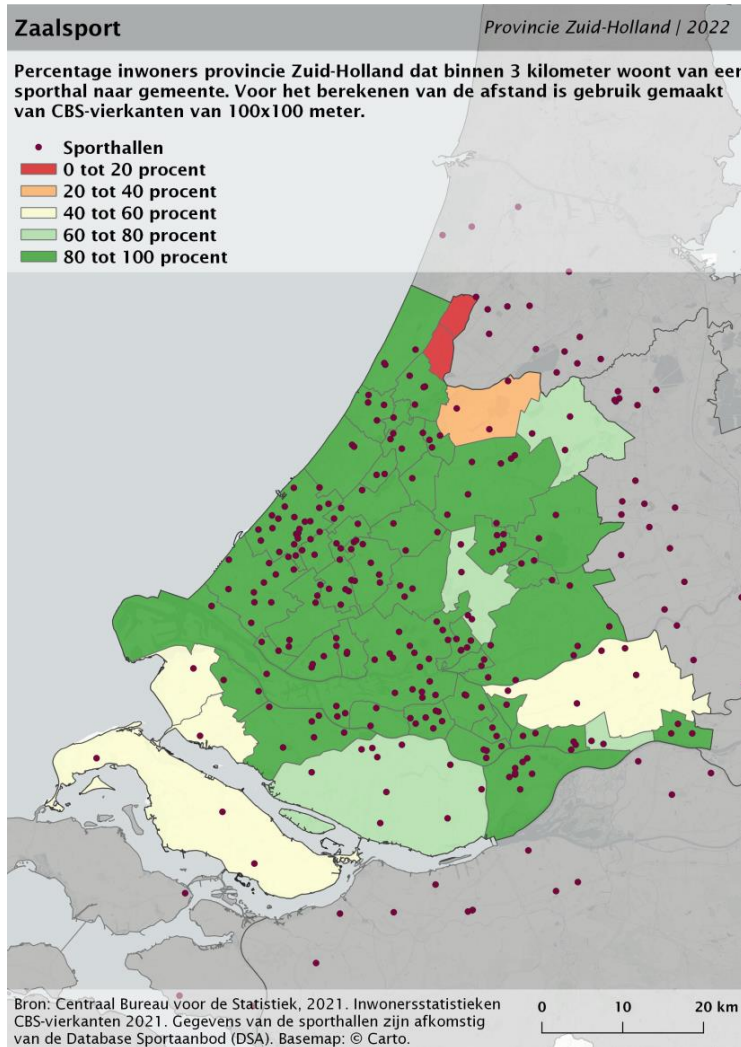 Zaalsport
Provincie Zuid-Holland | 2022
Percentage inwoners provincie Zuid-Holland dat binnen 3 kilometer woont van een
sporthal naar gemeente. Voor het berekenen van de afstand is gebruik gemaakt
van CBS-vierkanten van 100x100 meter.
Sporthallen
0 tot 20 procent
20 tot 40 procent
40 tot 60 procent
60 tot 80 procent
80 tot 100 procent
Bron: Centraal Bureau voor de Statistiek, 2021. Inwonersstatistieken
CBS-vierkanten 2021. Gegevens van de sporthallen zijn afkomstig
van de Database Sportaanbod (DSA). Basemap: © Carto.
0 10 20 km